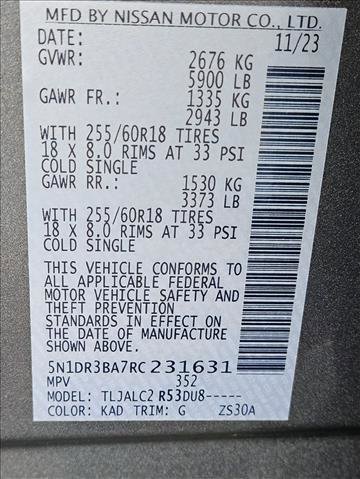 MFD BY NISSAN MOTOR CO., LTD.
DATE: 11/23
GVWR: 2676 KG
5900 LB
GAWR FR.: 1335 KG
2943 LB
WITH 255/60R18 TIRES
18 X 8.0 RIMS AT 33 PSI
COLD SINGLE
GAWR RR.: 1530 KG
3373 LB
WITH 255/60R18 TIRES
18 X 8.0 RIMS AT 33 PSI
COLD SINGLE
THIS VEHICLE CONFORMS TO
ALL APPLICABLE FEDERAL
MOTOR VEHICLE SAFETY AND
THEFT PREVENTION
STANDARDS IN EFFECT ON
THE DATE OF MANUFACTURE
SHOWN ABOVE.
5N1DR3BA7RC231631
MPV 352
MODEL: TLJALC2 R53DU8-----
COLOR: KAD TRIM: G ZS30A